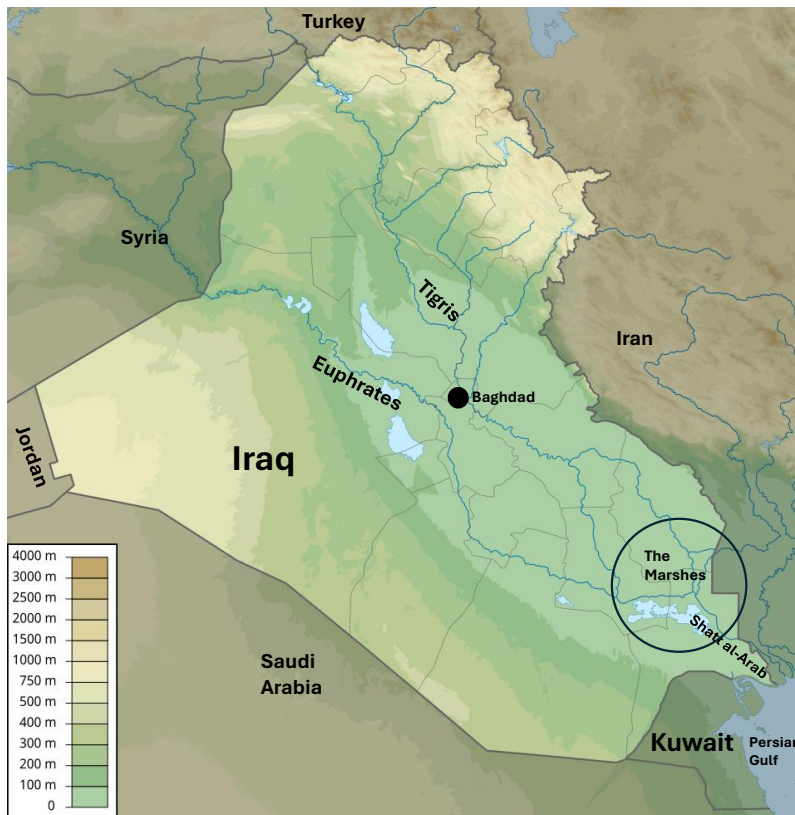 Turkey
Syria
Tigris
Iran
Euphrates
Baghdad
Jordan
Iraq
The
Marshes
Shatt al-Arab
Saudi
Arabia
Kuwait
Persian
Gulf
4000 m
3000 m
2000 m
1500 m
1000 m
750 m
500 m
400 m
300 m
200 m
100 m
0